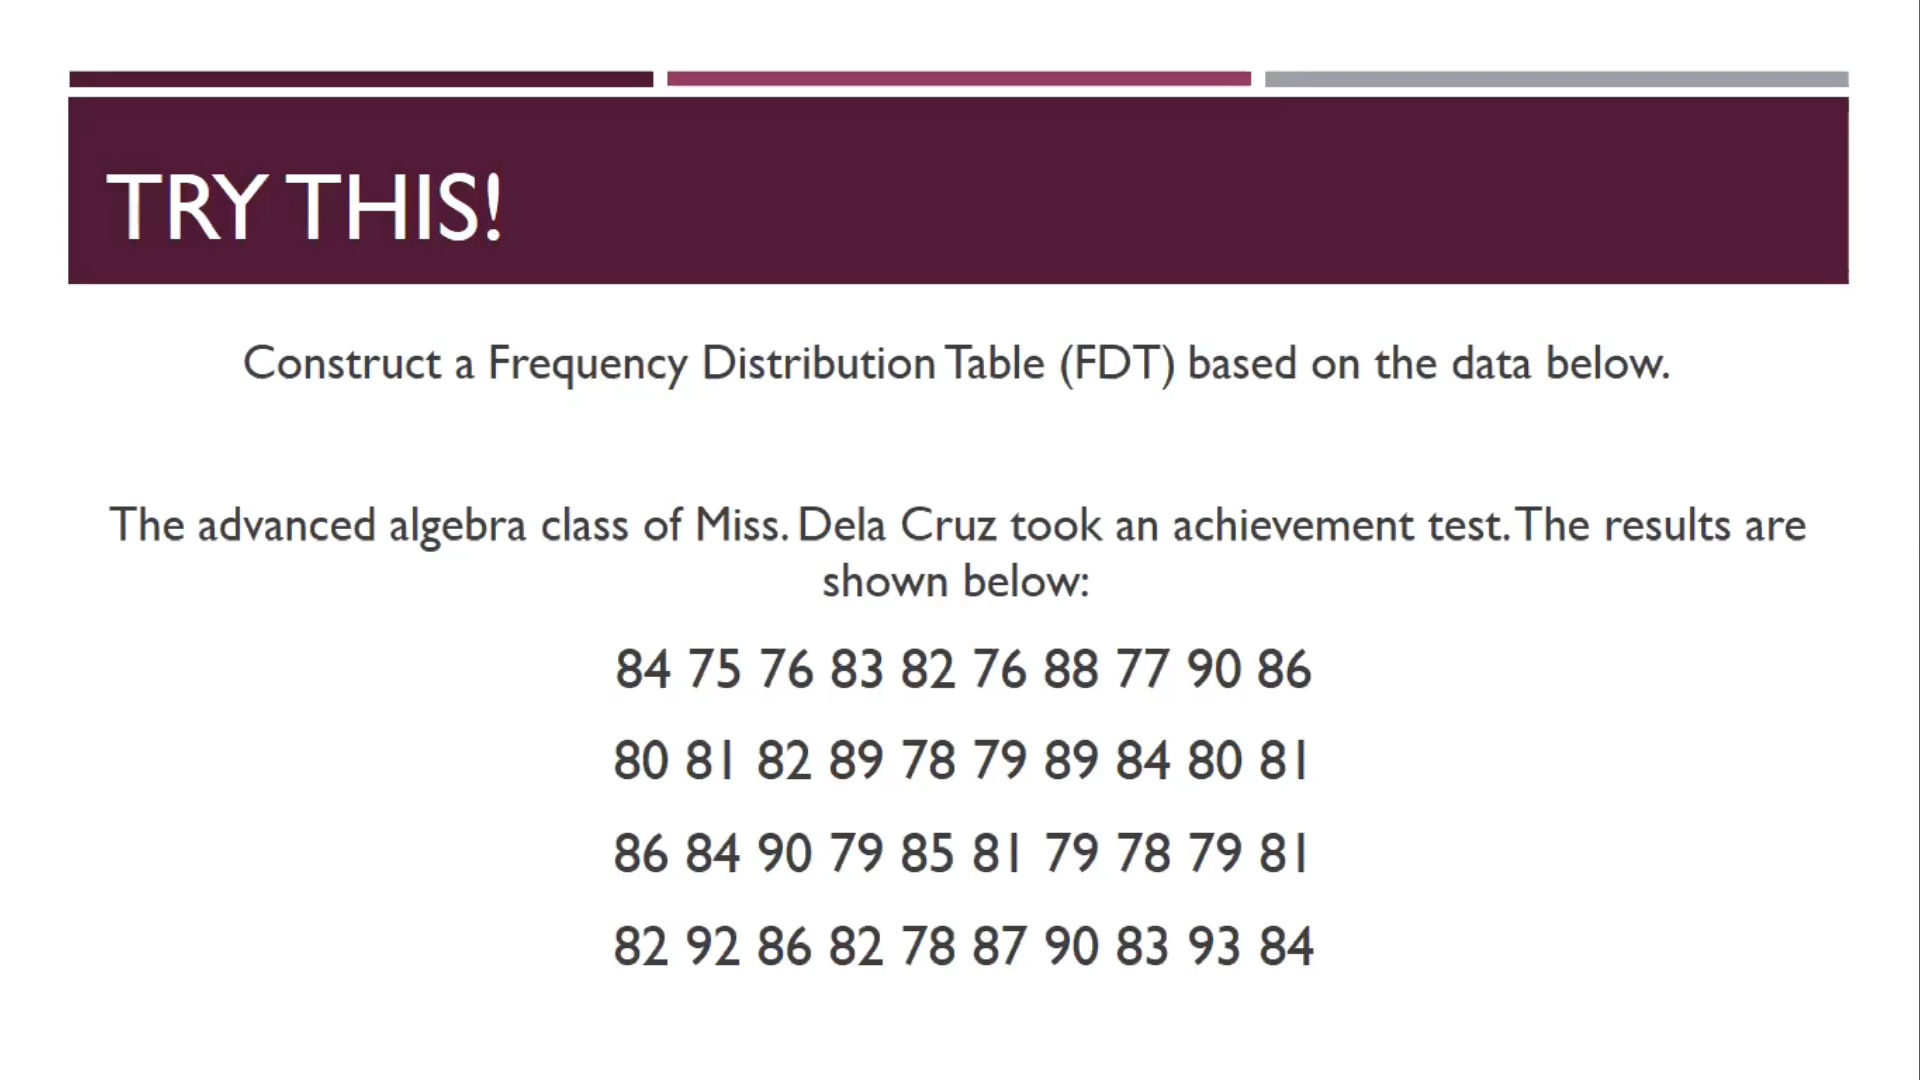 TRY THIS!
Construct a Frequency Distribution Table (FDT) based on the data below.
The advanced algebra class of Miss. Dela Cruz took an achievement test. The results are
shown below:
84 75 76 83 82 76 88 77 90 86
80 81 82 89 78 79 89 84 80 81
86 84 90 79 85 81 79 78 79 81
82 92 86 82 78 87 90 83 93 84